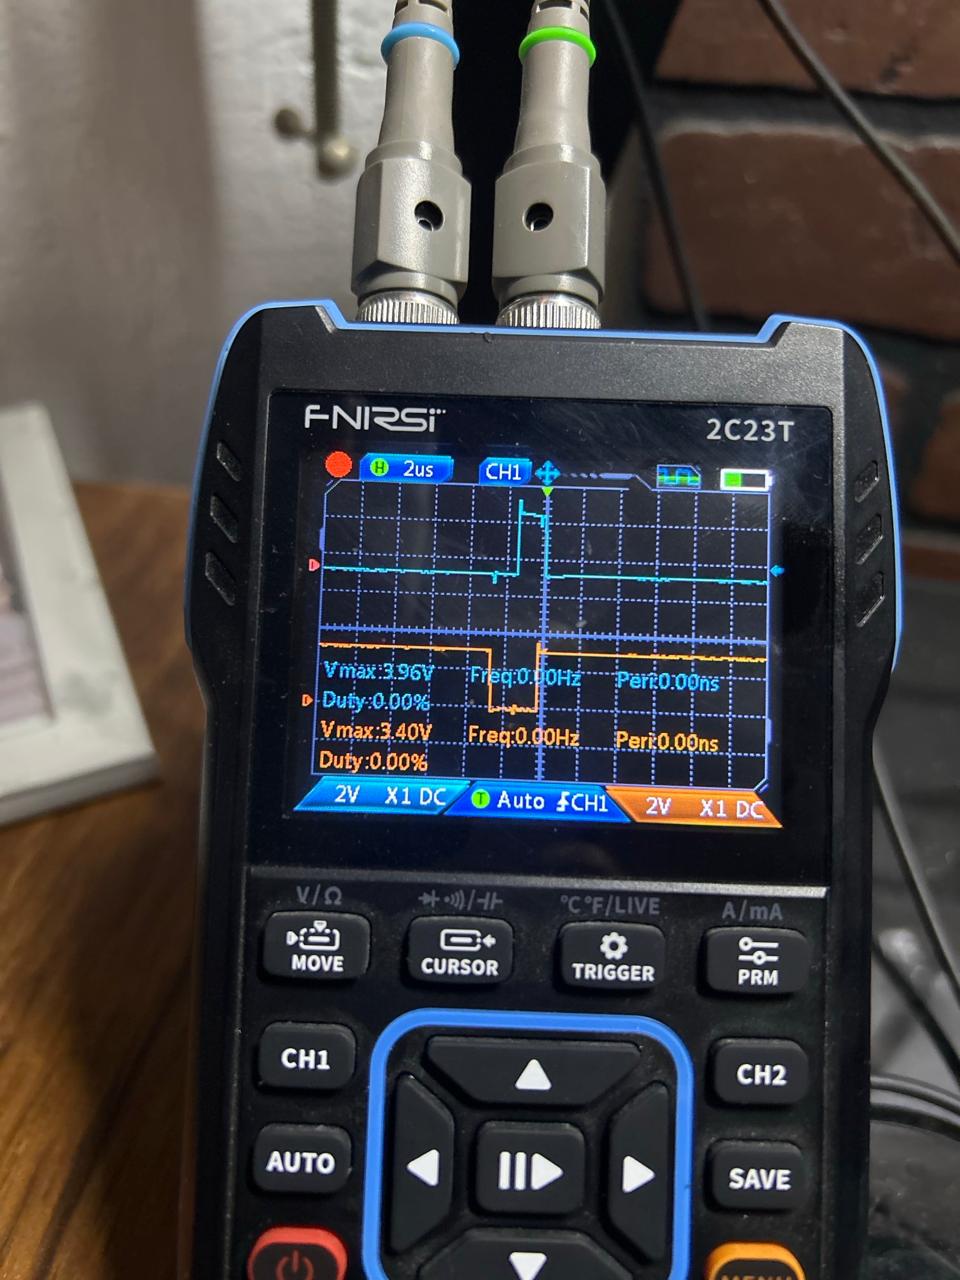 FNIRSI
2C23T
H 2us CH1
Vmax:3.96V Freq:0.00Hz Peri:0.00ns
Duty:0.00%
Vmax:3.40V Freq:0.00Hz Peri:0.00ns
Duty:0.00%
2V X1 DC T Auto CH1 2V X1 DC
V/Ω °C°F/LIVE A/mA
MOVE CURSOR TRIGGER PRM
CH1 CH2
AUTO SAVE
MENU